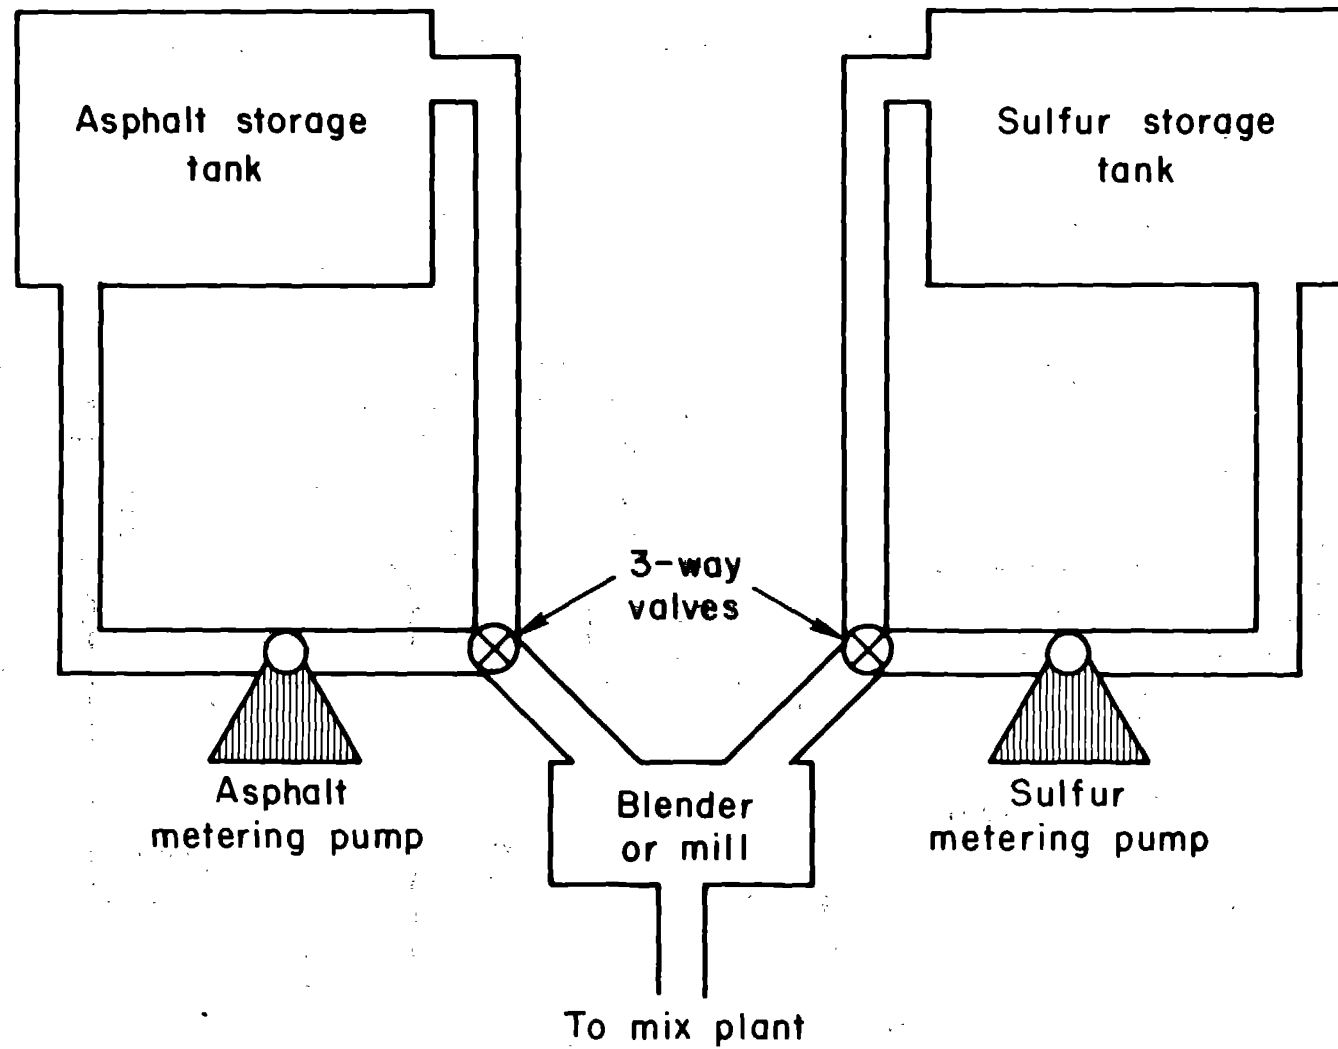 Asphalt storage
tank
Sulfur storage
tank
3-way
valves
Asphalt
metering pump
Blender
or mill
Sulfur
metering pump
To mix plant